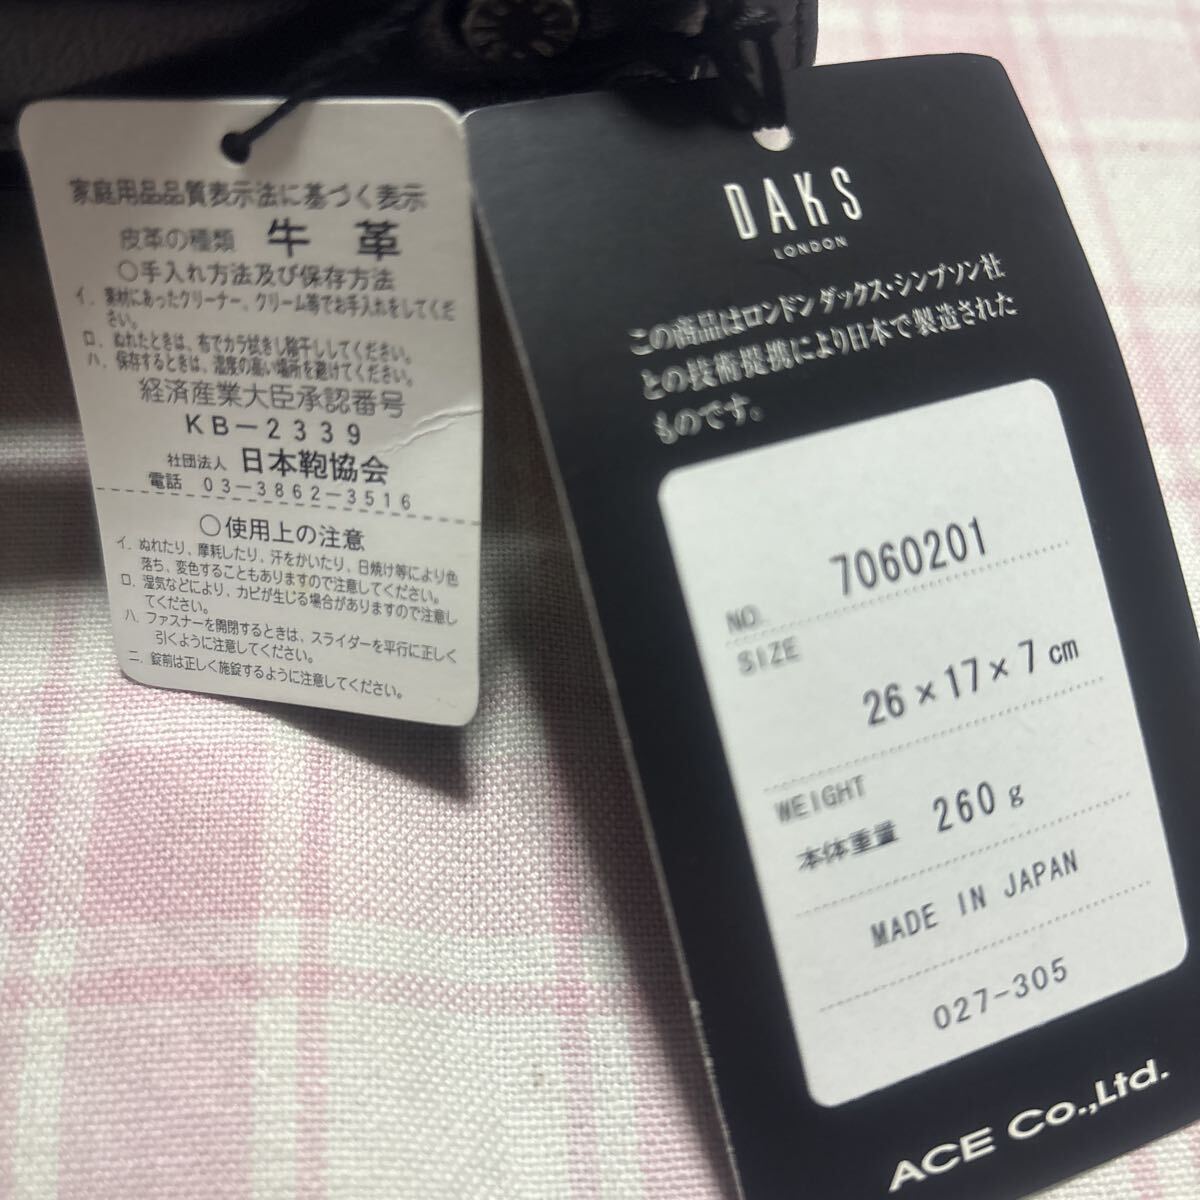 家庭用品品質表示法に基づく表示
皮革の種類 牛 革
○手入れ方法及び保存方法
イ. 素材にあったクリーナー、クリーム等でお手入れをしてくだ
さい。
ロ. ぬれたときは、布でカラ拭きし陰干ししてください。
ハ. 保存するときは、湿度の高い場所を避けてください。
経済産業大臣承認番号
KB-2339
社団法人 日本鞄協会
電話 03-3862-3516
○使用上の注意
イ. ぬれたり、摩耗したり、汗をかいたり、日焼け等により色
落ち、変色することもありますので注意してください。
ロ. 湿気などにより、カビが生じる場合がありますので注意し
てください。
ハ. ファスナーを開閉するときは、スライダーを平行に正しく
引くように注意してください。
ニ. 錠前は正しく施錠するように注意してください。
DAKS
LONDON
この商品はロンドン ダックス・シンプソン社
との技術提携により日本で製造された
ものです。
NO. 7060201
SIZE
26×17×7cm
WEIGHT
本体重量 260g
MADE IN JAPAN
027-305
ACE Co.,Ltd.